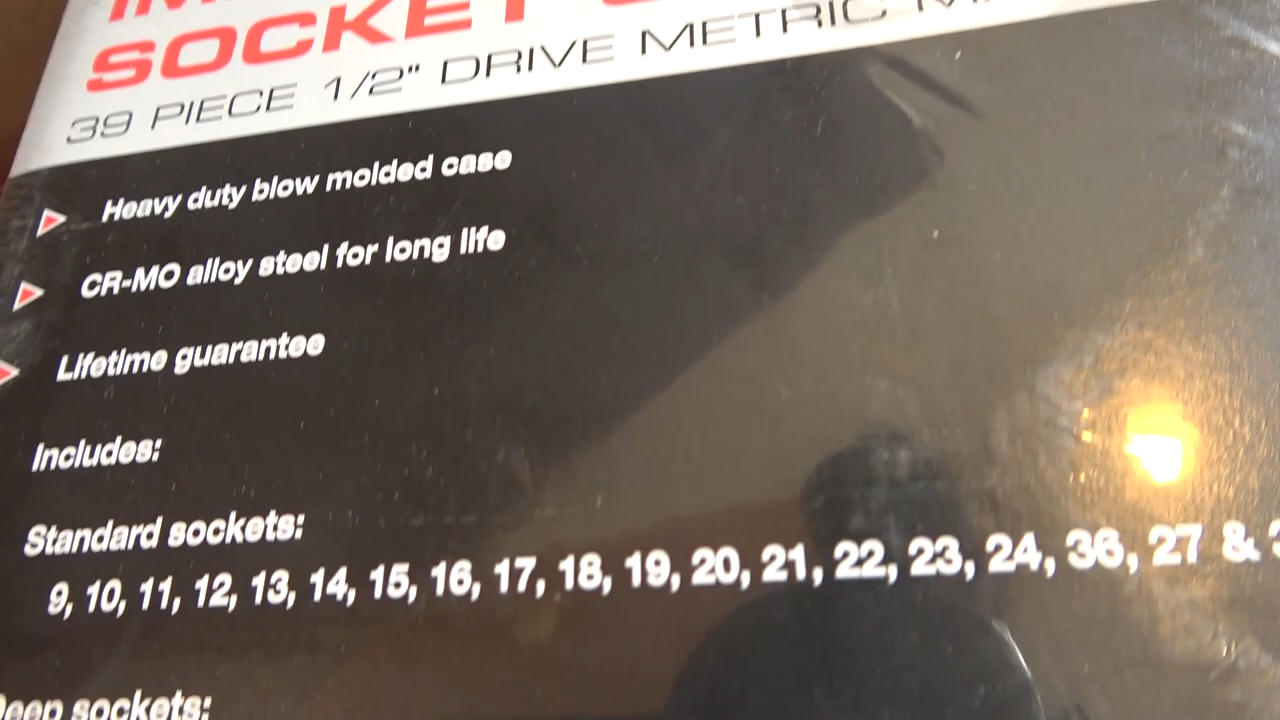 SOCKET
39 PIECE 1/2" DRIVE METRIC
Heavy duty blow molded case
CR-MO alloy steel for long life
Lifetime guarantee
Includes:
Standard sockets:
9, 10, 11, 12, 13, 14, 15, 16, 17, 18, 19, 20, 21, 22, 23, 24, 36, 27 &
Deep sockets: